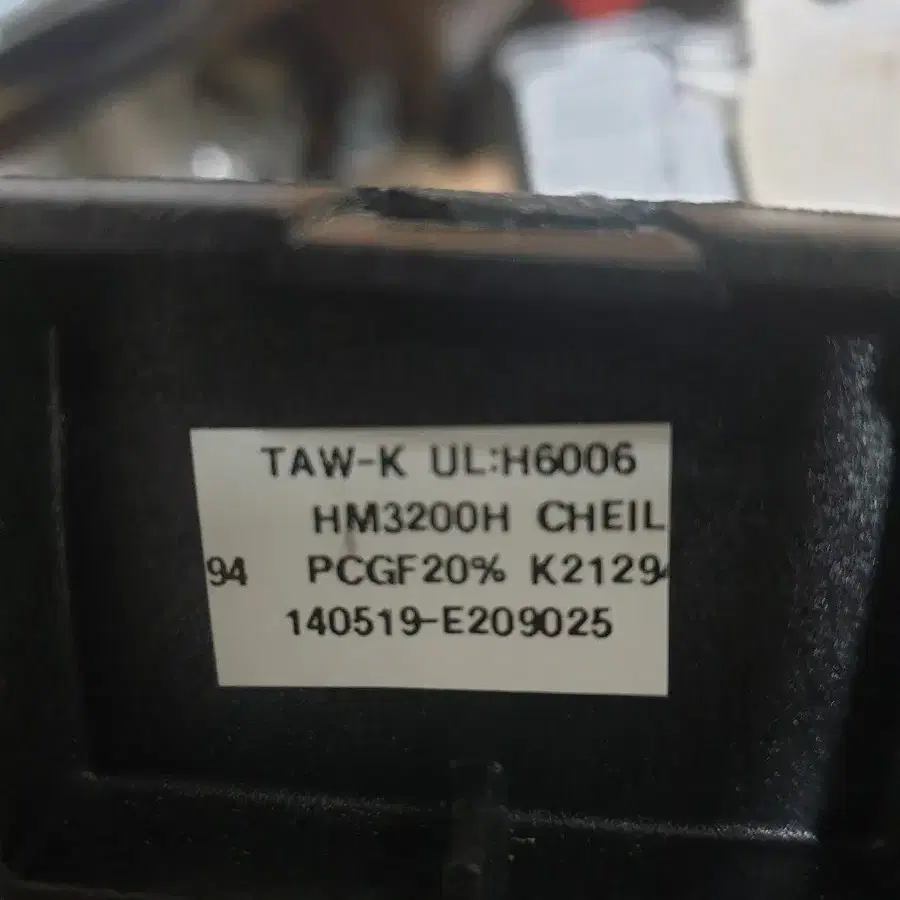 TAW-K UL:H6006
HM3200H CHEIL
94 PCGF20% K2129
140519-E209025